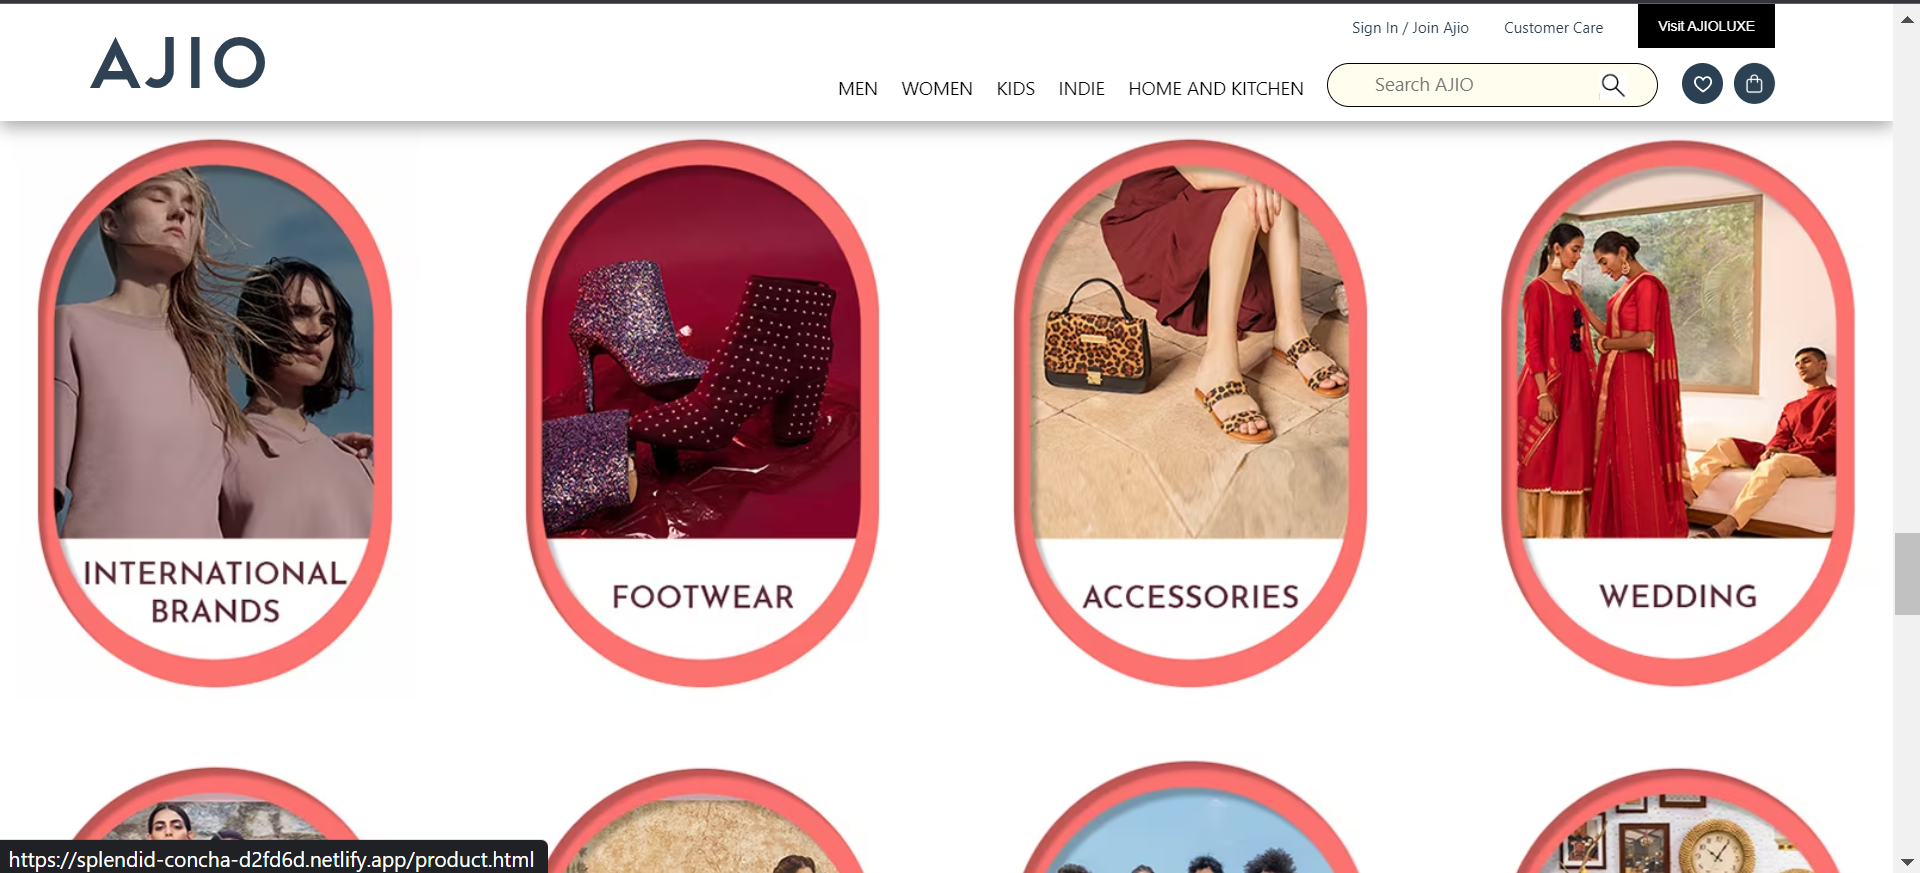 Sign In / Join Ajio Customer Care Visit AJIOLUXE
AJIO
MEN WOMEN KIDS INDIE HOME AND KITCHEN Search AJIO
INTERNATIONAL
BRANDS
FOOTWEAR
ACCESSORIES
WEDDING
https://splendid-concha-d2fd6d.netlify.app/product.html